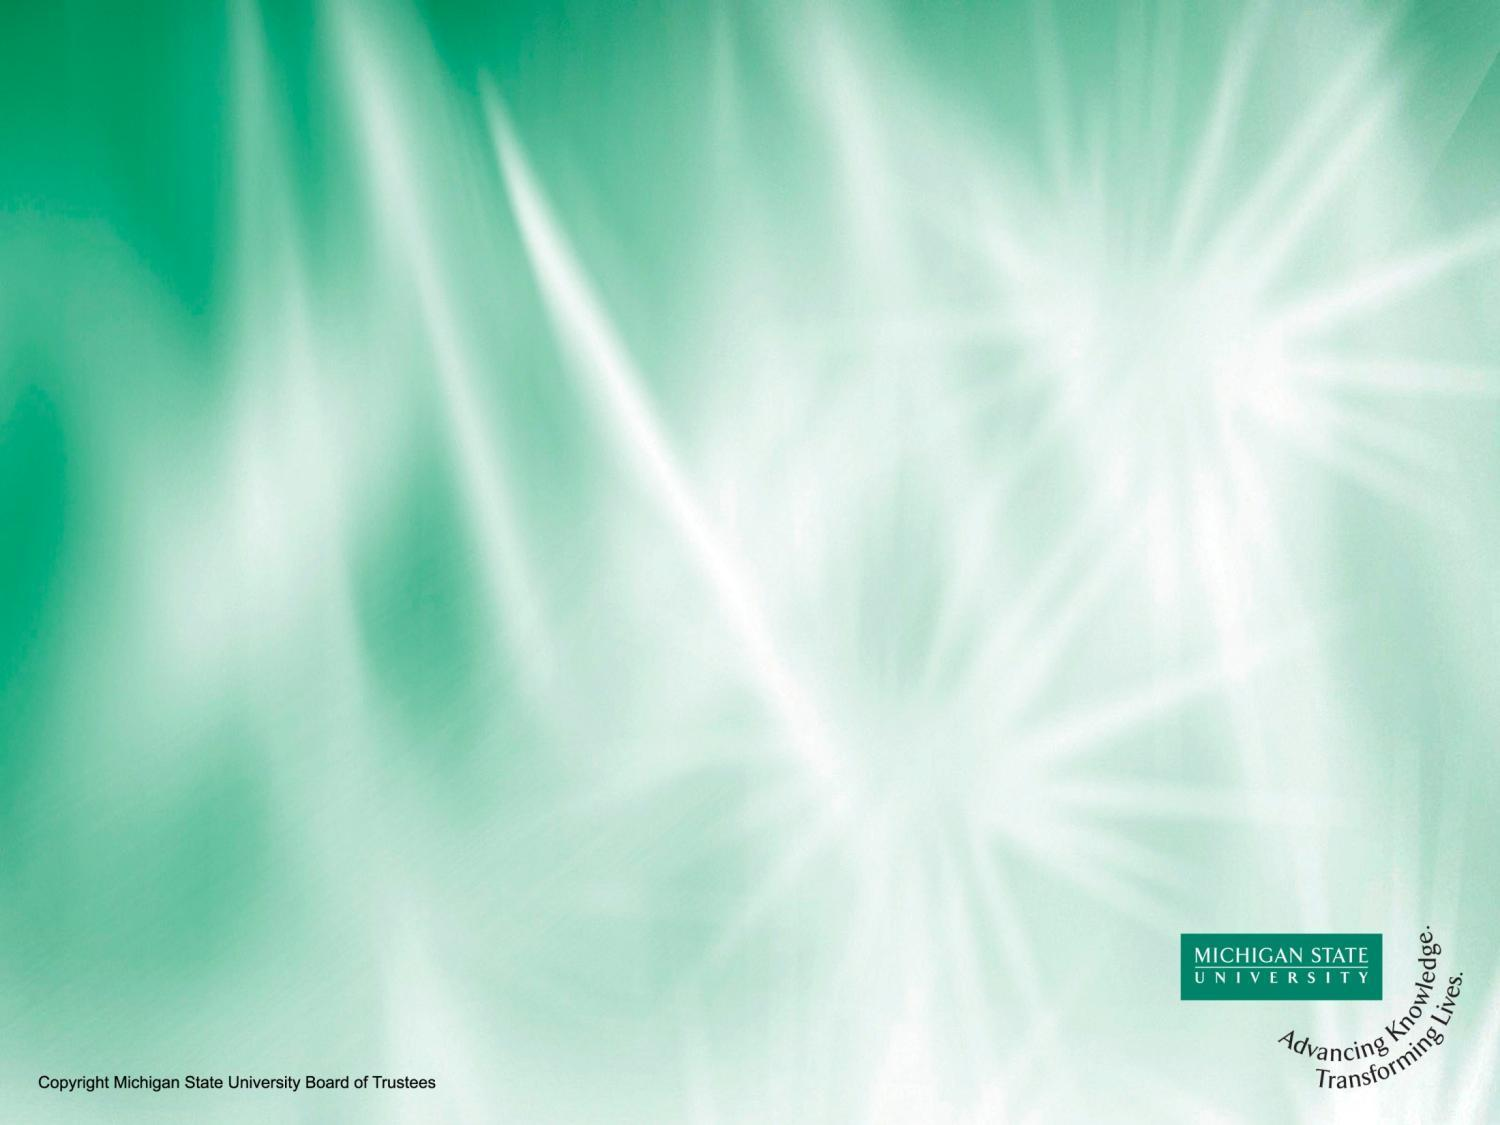 MICHIGAN STATE
UNIVERSITY
Advancing Knowledge.
Transforming Lives.
Copyright Michigan State University Board of Trustees